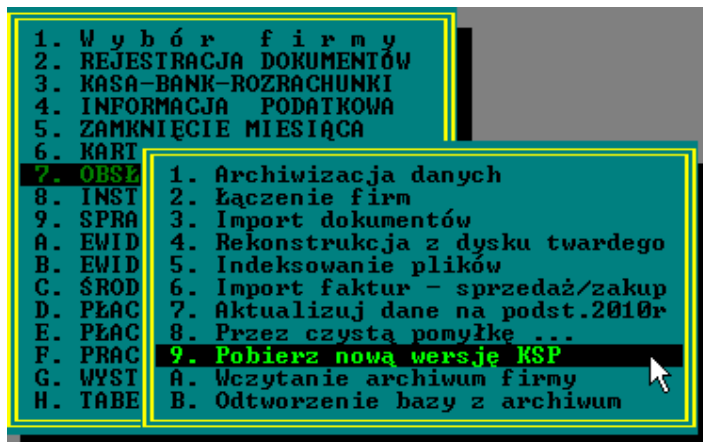 1. Wybór firmy
2. REJESTRACJA DOKUMENTÓW
3. KASA-BANK-ROZRACHUNKI
4. INFORMACJA PODATKOWA
5. ZAMKNIĘCIE MIESIĄCA
6. KART
7. OBSŁ
8. INST
9. SPRA
A. EWID
B. EWID
C. ŚROD
D. PŁAC
E. PŁAC
F. PRAC
G. WYST
H. TABE
1. Archiwizacja danych
2. Łączenie firm
3. Import dokumentów
4. Rekonstrukcja z dysku twardego
5. Indeksowanie plików
6. Import faktur - sprzedaż/zakup
7. Aktualizuj dane na podst.2010r
8. Przez czystą pomyłkę ...
9. Pobierz nową wersję KSP
A. Wczytanie archiwum firmy
B. Odtworzenie bazy z archiwum